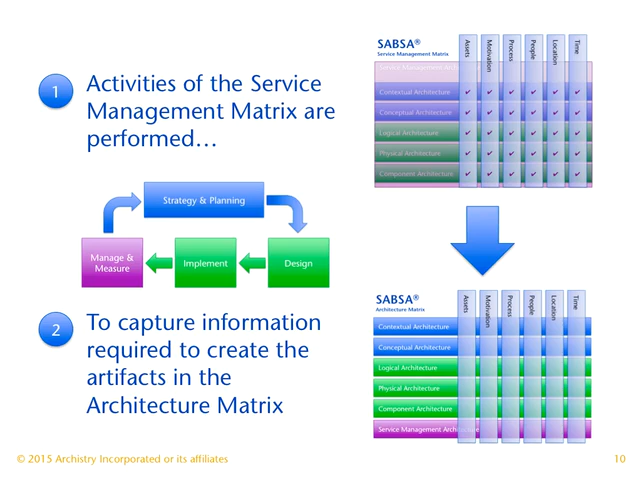 1
Activities of the Service
Management Matrix are
performed…
Strategy & Planning
Manage &
Measure
Implement
Design
2
To capture information
required to create the
artifacts in the
Architecture Matrix
SABSA®
Service Management Matrix
Assets
Motivation
Process
People
Location
Time
Service Management Arch
Contextual Architecture
Conceptual Architecture
Logical Architecture
Physical Architecture
Component Architecture
SABSA®
Architecture Matrix
Assets
Motivation
Process
People
Location
Time
Contextual Architecture
Conceptual Architecture
Logical Architecture
Physical Architecture
Component Architecture
Service Management Architecture
© 2015 Archistry Incorporated or its affiliates
10